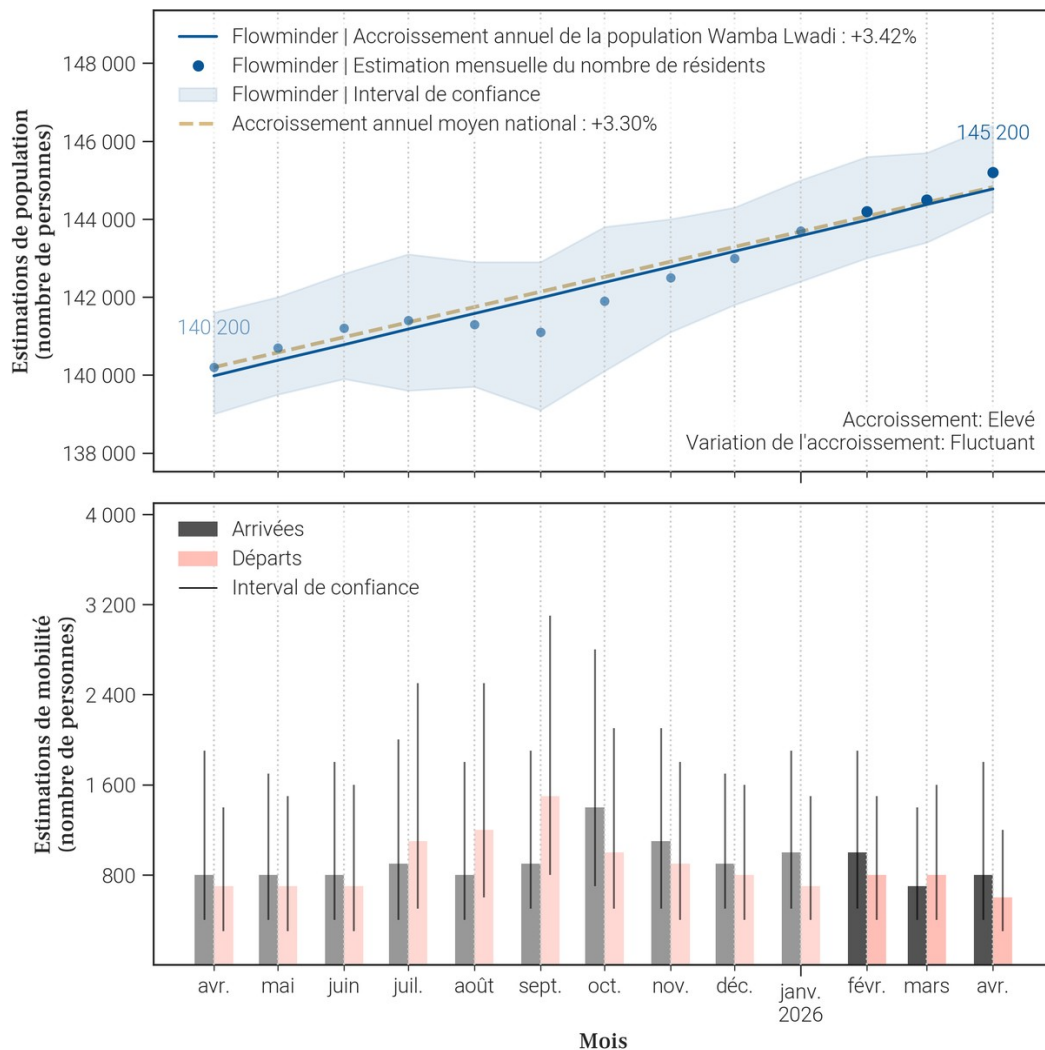 Flowminder | Accroissement annuel de la population Wamba Lwadi : +3.42%
Flowminder | Estimation mensuelle du nombre de résidents
Flowminder | Interval de confiance
Accroissement annuel moyen national : +3.30%
Estimations de population
(nombre de personnes)
148 000
146 000
144 000
142 000
140 000
138 000
140 200
145 200
Accroissement: Elevé
Variation de l'accroissement: Fluctuant
Arrivées
Départs
Interval de confiance
Estimations de mobilité
(nombre de personnes)
4 000
3 200
2 400
1 600
800
avr.
mai
juin
juil.
août
sept.
oct.
nov.
déc.
janv.
2026
févr.
mars
avr.
Mois